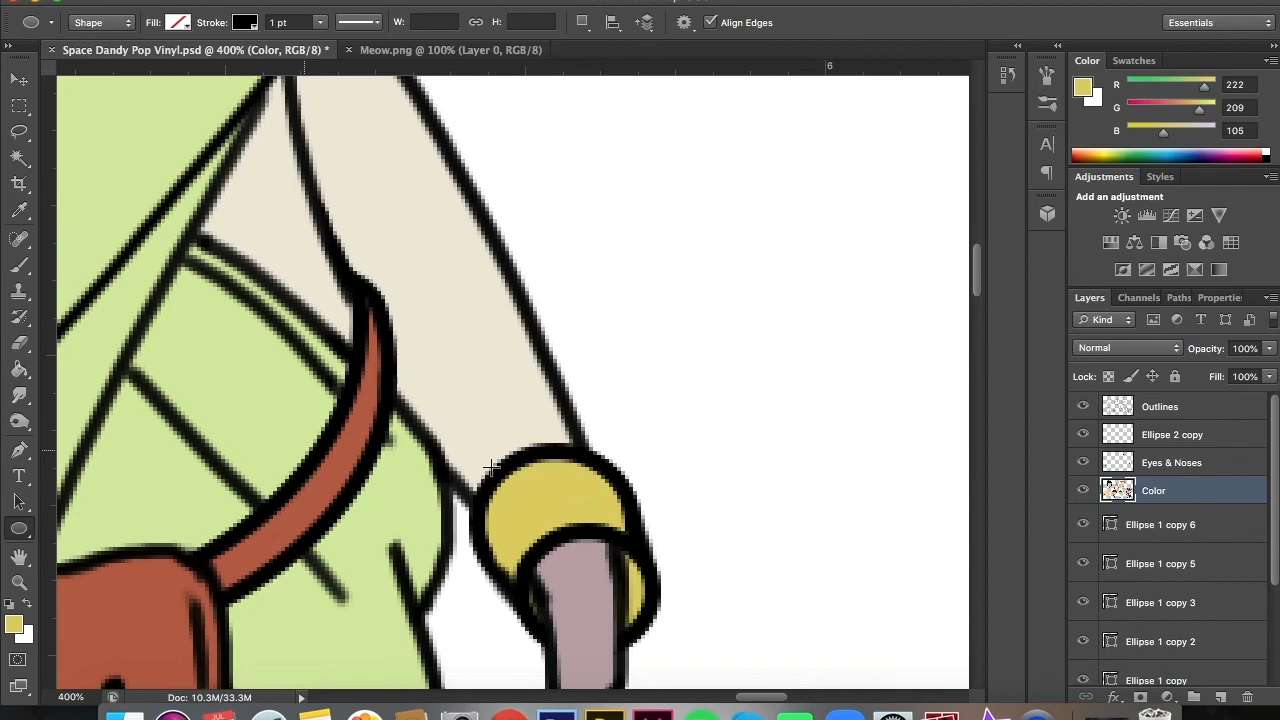 Shape Fill: Stroke: 1 pt W: H: Align Edges Essentials
Space Dandy Pop Vinyl.psd @ 400% (Color, RGB/8) * Meow.png @ 100% (Layer 0, RGB/8)
6
Color Swatches
R 222
G 209
B 105
Adjustments Styles
Add an adjustment
Layers Channels Paths Properties
Kind
Normal Opacity: 100%
Lock: Fill: 100%
Outlines
Ellipse 2 copy
Eyes & Noses
Color
Ellipse 1 copy 6
Ellipse 1 copy 5
Ellipse 1 copy 3
Ellipse 1 copy 2
Ellipse 1 copy
400% Doc: 10.3M/33.3M
JUL